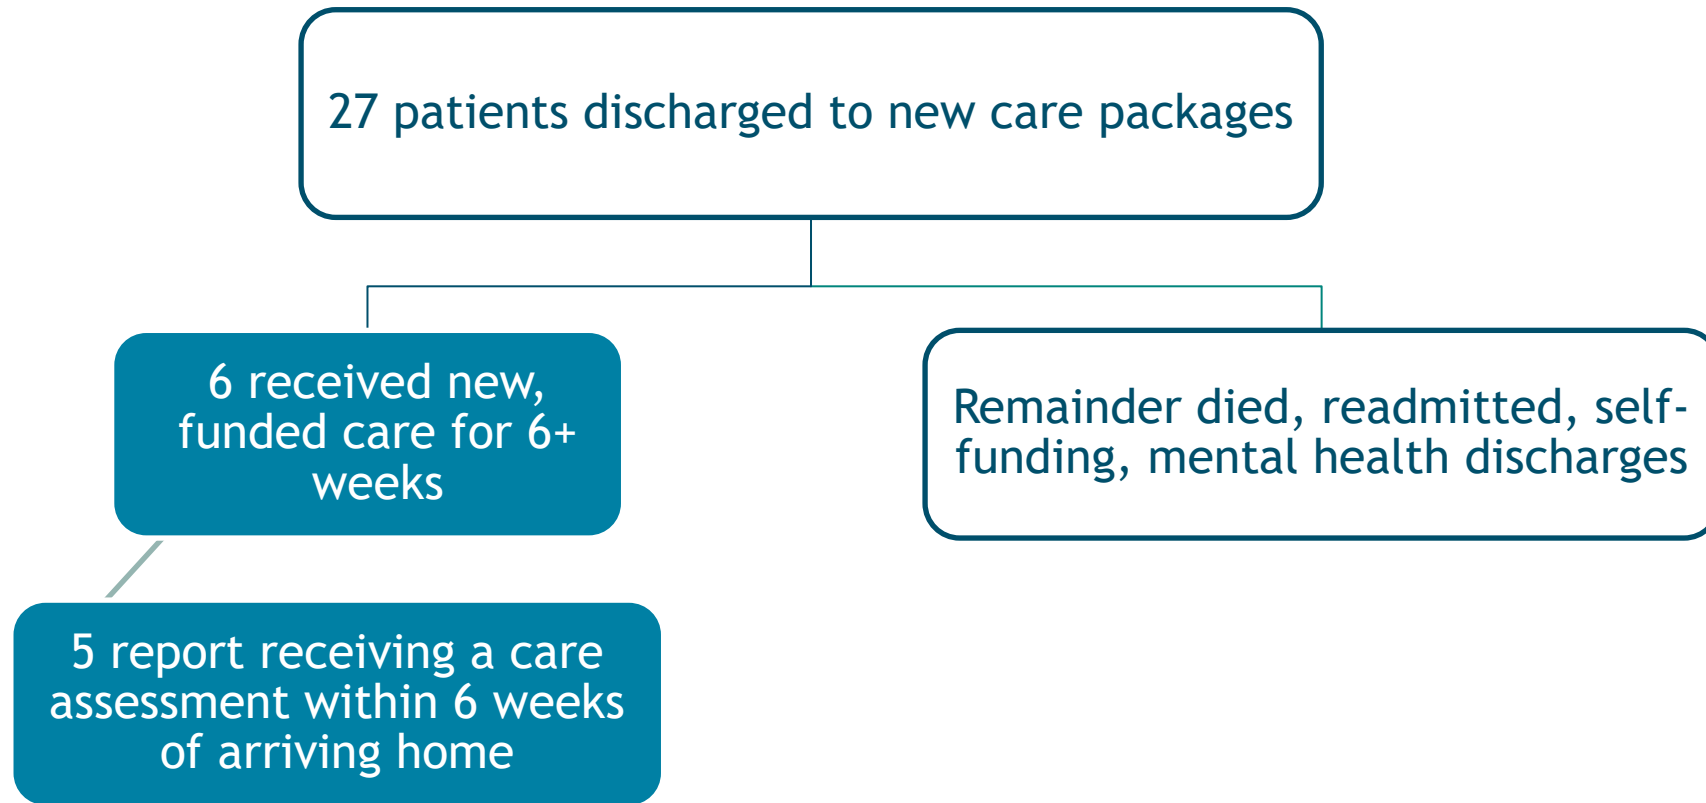 27 patients discharged to new care packages
6 received new,
funded care for 6+
weeks
Remainder died, readmitted, self-
funding, mental health discharges
5 report receiving a care
assessment within 6 weeks
of arriving home